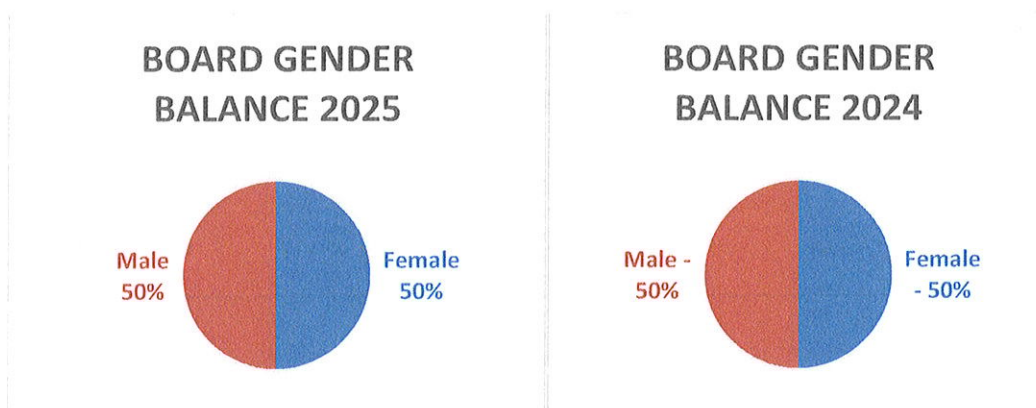 BOARD GENDER
BALANCE 2025
Male
50%
Female
50%
BOARD GENDER
BALANCE 2024
Male -
50%
Female
- 50%